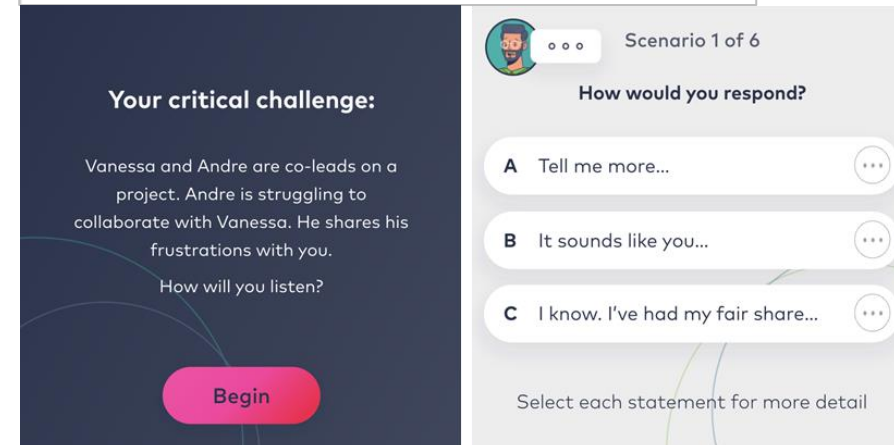 Your critical challenge:
Vanessa and Andre are co-leads on a
project. Andre is struggling to
collaborate with Vanessa. He shares his
frustrations with you.
How will you listen?
Begin
Scenario 1 of 6
How would you respond?
A Tell me more...
B It sounds like you...
C I know. I've had my fair share...
Select each statement for more detail